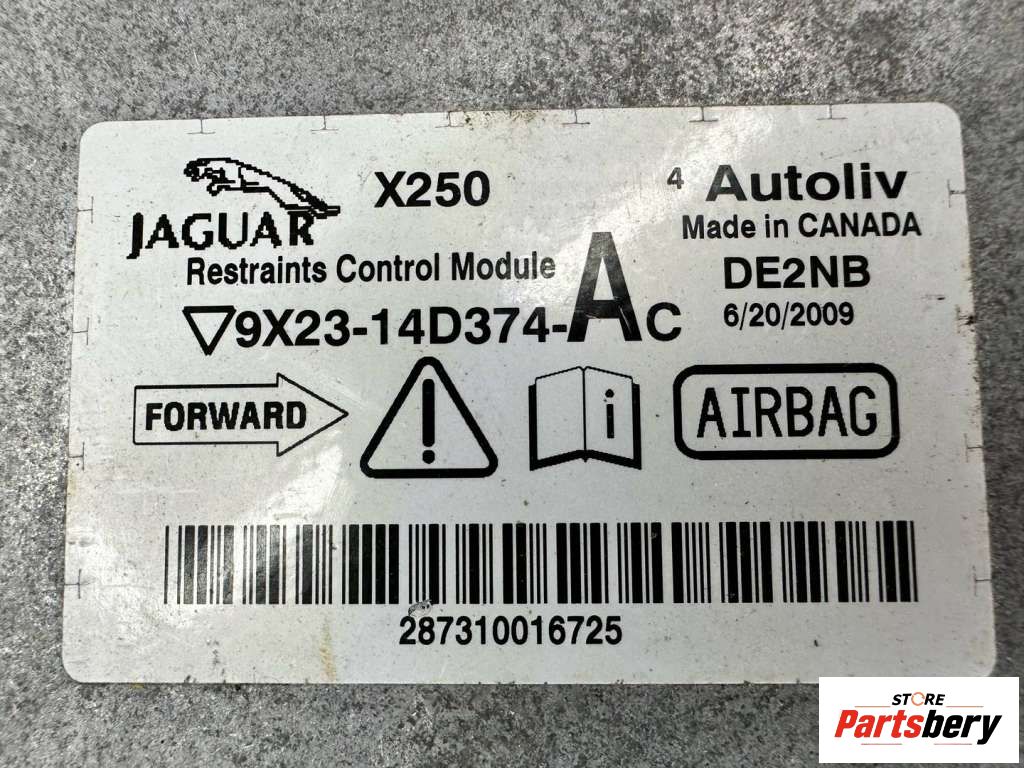 JAGUAR
X250
4 Autoliv
Made in CANADA
Restraints Control Module
DE2NB
9X23-14D374-AC
6/20/2009
FORWARD
!
i
AIRBAG
287310016725
STORE
Partsbery